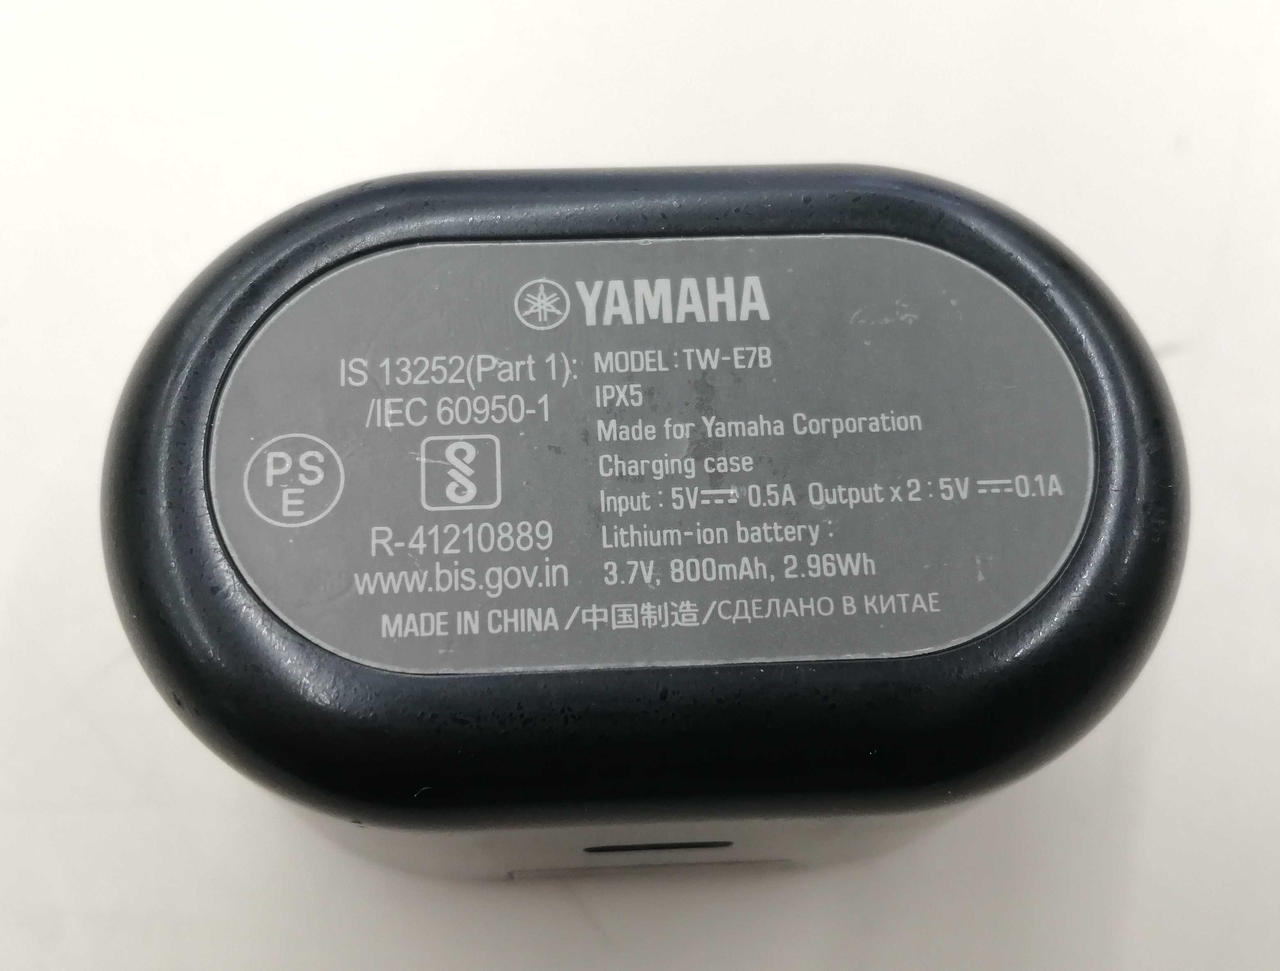 YAMAHA
IS 13252(Part 1):
/IEC 60950-1
PS
E
R-41210889
www.bis.gov.in
MODEL : TW-E7B
IPX5
Made for Yamaha Corporation
Charging case
Input : 5V⎓ 0.5A Output x 2 : 5V ⎓0.1A
Lithium-ion battery :
3.7V, 800mAh, 2.96Wh
MADE IN CHINA /中国制造/СДЕЛАНО В КИТАЕ